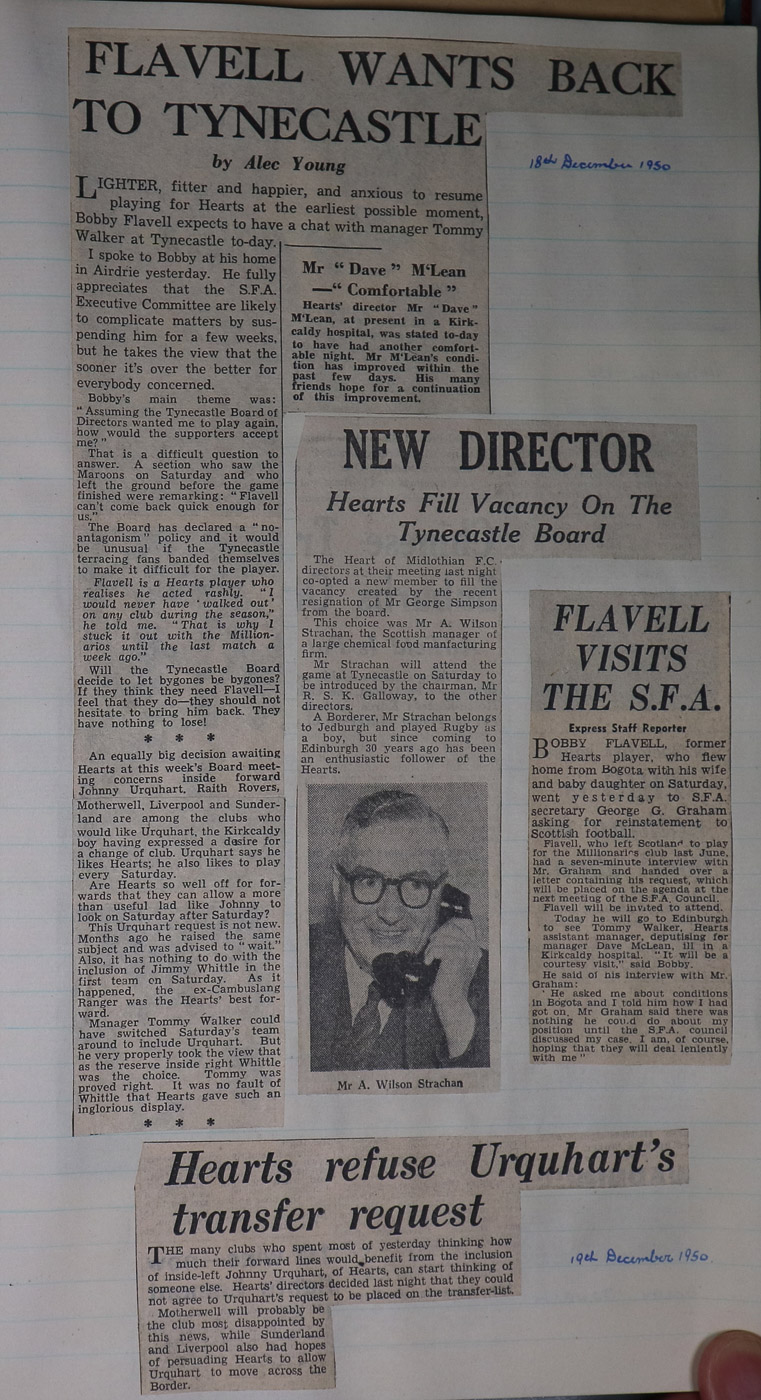 FLAVELL WANTS BACK
TO TYNECASTLE
by Alec Young
18th December 1950
LIGHTER, fitter and happier, and anxious to resume
playing for Hearts at the earliest possible moment,
Bobby Flavell expects to have a chat with manager Tommy
Walker at Tynecastle to-day.
I spoke to Bobby at his home
in Airdrie yesterday. He fully
appreciates that the S.F.A.
Executive Committee are likely
to complicate matters by sus-
pending him for a few weeks,
but he takes the view that the
sooner it's over the better for
everybody concerned.
Bobby's main theme was:
"Assuming the Tynecastle Board of
Directors wanted me to play again,
how would the supporters accept
me?"
That is a difficult question to
answer. A section who saw the
Maroons on Saturday and who
left the ground before the game
finished were remarking: "Flavell
can't come back quick enough for
us."
The Board has declared a "no-
antagonism" policy and it would
be unusual if the Tynecastle
terracing fans banded themselves
to make it difficult for the player.
Flavell is a Hearts player who
realises he acted rashly. "I
would never have 'walked out'
on any club during the season,"
he told me. "That is why I
stuck it out with the Million-
arios until the last match a
week ago."
Will the Tynecastle Board
decide to let bygones be bygones?
If they think they need Flavell—I
feel that they do—they should not
hesitate to bring him back. They
have nothing to lose!
* * *
An equally big decision awaiting
Hearts at this week's Board meet-
ing concerns inside forward
Johnny Urquhart. Raith Rovers,
Motherwell, Liverpool and Sunder-
land are among the clubs who
would like Urquhart, the Kirkcaldy
boy having expressed a desire for
a change of club. Urquhart says he
likes Hearts; he also likes to play
every Saturday.
Are Hearts so well off for for-
wards that they can allow a more
than useful lad like Johnny to
look on Saturday after Saturday?
This Urquhart request is not new.
Months ago he raised the same
subject and was advised to "wait."
Also, it has nothing to do with the
inclusion of Jimmy Whittle in the
first team on Saturday. As it
happened, the ex-Cambuslang
Ranger was the Hearts' best for-
ward.
Manager Tommy Walker could
have switched Saturday's team
around to include Urquhart. But
he very properly took the view that
as the reserve inside right Whittle
was the choice. Tommy was
proved right. It was no fault of
Whittle that Hearts gave such an
inglorious display.
* * *
Mr "Dave" M'Lean
—"Comfortable"
Hearts' director Mr "Dave"
M'Lean, at present in a Kirk-
caldy hospital, was stated to-day
to have had another comfort-
able night. Mr M'Lean's condi-
tion has improved within the
past few days. His many
friends hope for a continuation
of this improvement.
NEW DIRECTOR
Hearts Fill Vacancy On The
Tynecastle Board
The Heart of Midlothian F.C.
directors at their meeting last night
co-opted a new member to fill the
vacancy created by the recent
resignation of Mr George Simpson
from the board.
This choice was Mr A. Wilson
Strachan, the Scottish manager of
a large chemical food manfacturing
firm.
Mr Strachan will attend the
game at Tynecastle on Saturday to
be introduced by the chairman, Mr
R. S. K. Galloway, to the other
directors.
A Borderer, Mr Strachan belongs
to Jedburgh and played Rugby as
a boy, but since coming to
Edinburgh 30 years ago has been
an enthusiastic follower of the
Hearts.
Mr A. Wilson Strachan
FLAVELL
VISITS
THE S.F.A.
Express Staff Reporter
BOBBY FLAVELL, former
Hearts player, who flew
home from Bogota with his wife
and baby daughter on Saturday,
went yesterday to S.F.A.
secretary George G. Graham
asking for reinstatement to
Scottish football.
Flavell, who left Scotland to play
for the Millionarics club last June,
had a seven-minute interview with
Mr. Graham and handed over a
letter containing his request, which
will be placed on the agenda at the
next meeting of the S.F.A. Council.
Flavell will be invited to attend.
Today he will go to Edinburgh
to see Tommy Walker, Hearts
assistant manager, deputising for
manager Dave McLean, ill in a
Kirkcaldy hospital. "It will be a
courtesy visit," said Bobby.
He said of his interview with Mr.
Graham:
"He asked me about conditions
in Bogota and I told him how I had
got on. Mr Graham said there was
nothing he could do about my
position until the S.F.A. council
discussed my case. I am, of course,
hoping that they will deal leniently
with me"
Hearts refuse Urquhart's
transfer request
19th December 1950
THE many clubs who spent most of yesterday thinking how
much their forward lines would benefit from the inclusion
of inside-left Johnny Urquhart, of Hearts, can start thinking of
someone else. Hearts' directors decided last night that they could
not agree to Urquhart's request to be placed on the transfer-list.
Motherwell will probably be
the club most disappointed by
this news, while Sunderland
and Liverpool also had hopes
of persuading Hearts to allow
Urquhart to move across the
Border.